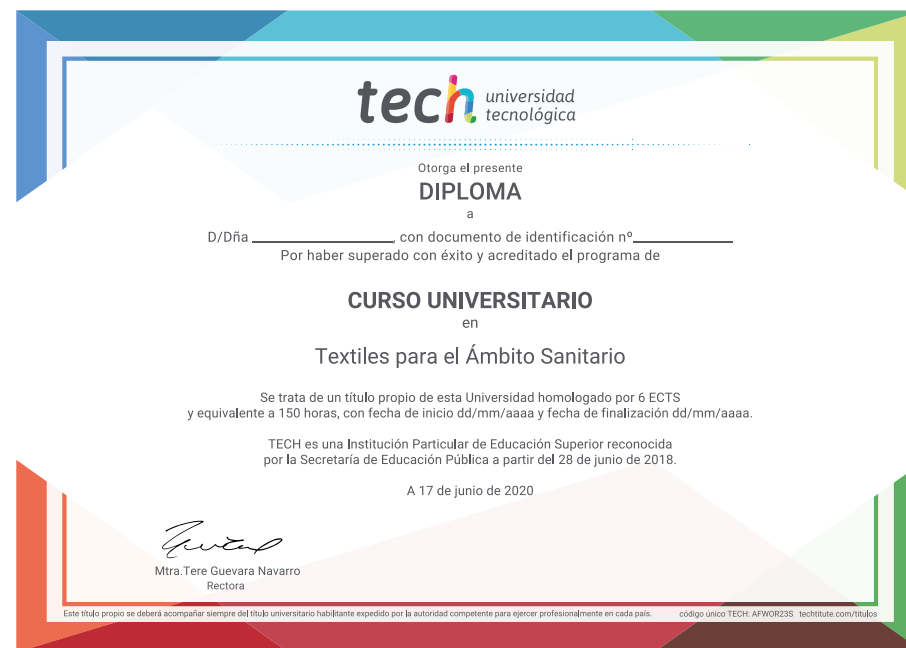 tech universidad
tecnológica
Otorga el presente
DIPLOMA
a
D/Dña ____________, con documento de identificación nº____________
Por haber superado con éxito y acreditado el programa de
CURSO UNIVERSITARIO
en
Textiles para el Ámbito Sanitario
Se trata de un título propio de esta Universidad homologado por 6 ECTS
y equivalente a 150 horas, con fecha de inicio dd/mm/aaaa y fecha de finalización dd/mm/aaaa.
TECH es una Institución Particular de Educación Superior reconocida
por la Secretaría de Educación Pública a partir del 28 de junio de 2018.
A 17 de junio de 2020
Mtra.Tere Guevara Navarro
Rectora
Este título propio se deberá acompañar siempre del título universitario habilitante expedido por la autoridad competente para ejercer profesionalmente en cada país. código único TECH: AFWOR23S techtitute.com/titulos